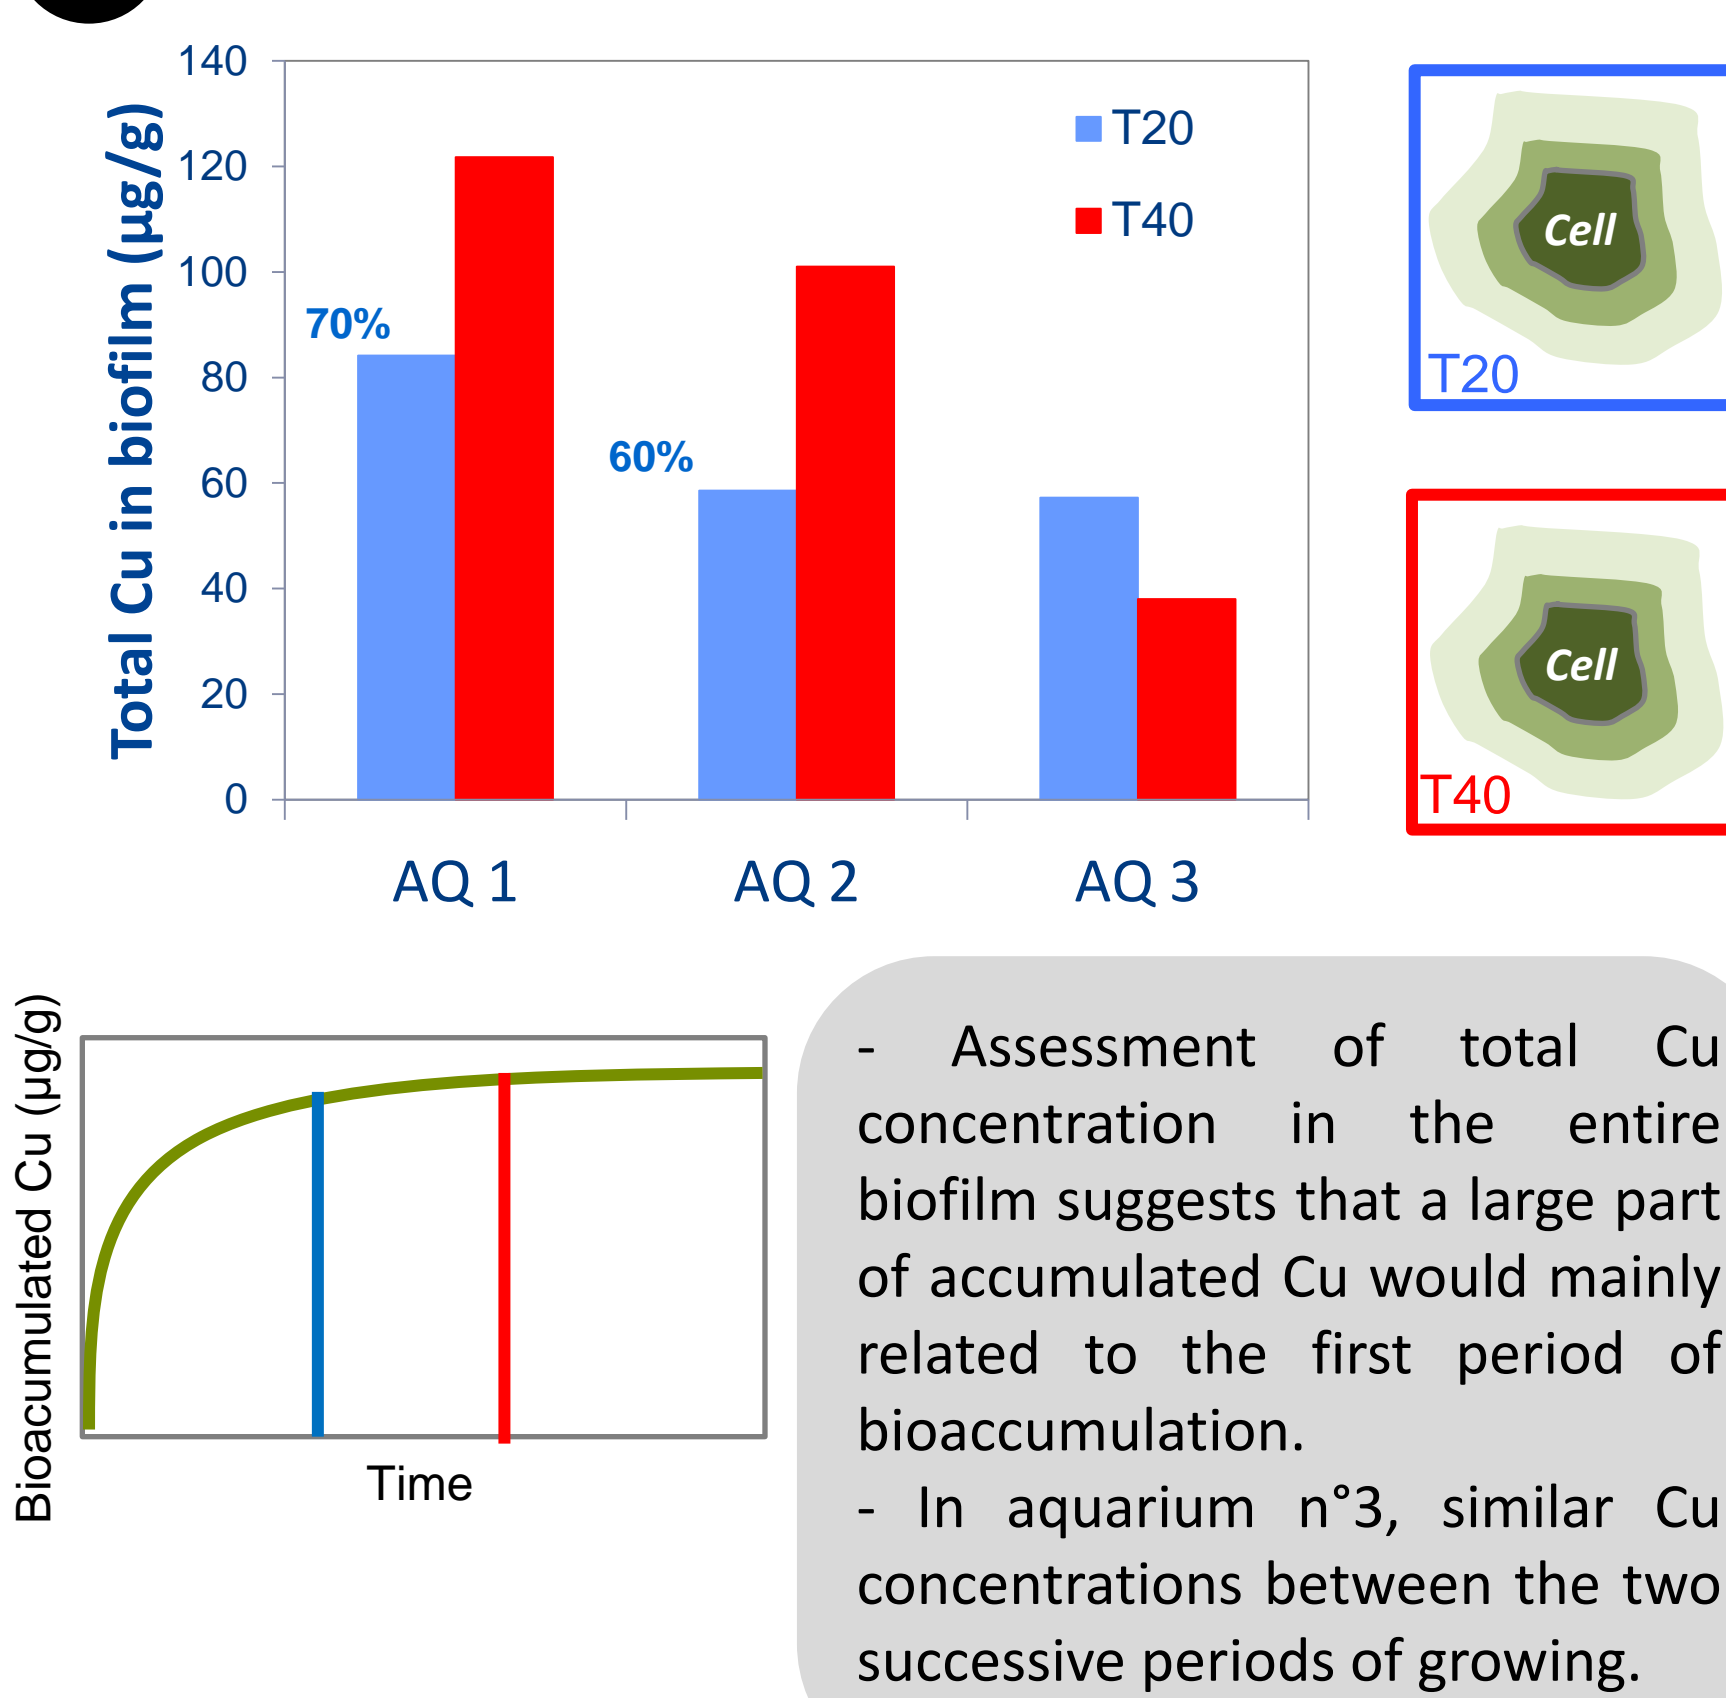 Total Cu in biofilm (µg/g)
140
120
100
80
60
40
20
0
T20
T40
70%
60%
AQ 1
AQ 2
AQ 3
Cell
T20
Cell
T40
Bioacumulated Cu (µg/g)
Time
- Assessment of total Cu
concentration in the entire
biofilm suggests that a large part
of accumulated Cu would mainly
related to the first period of
bioaccumulation.
- In aquarium n°3, similar Cu
concentrations between the two
successive periods of growing.